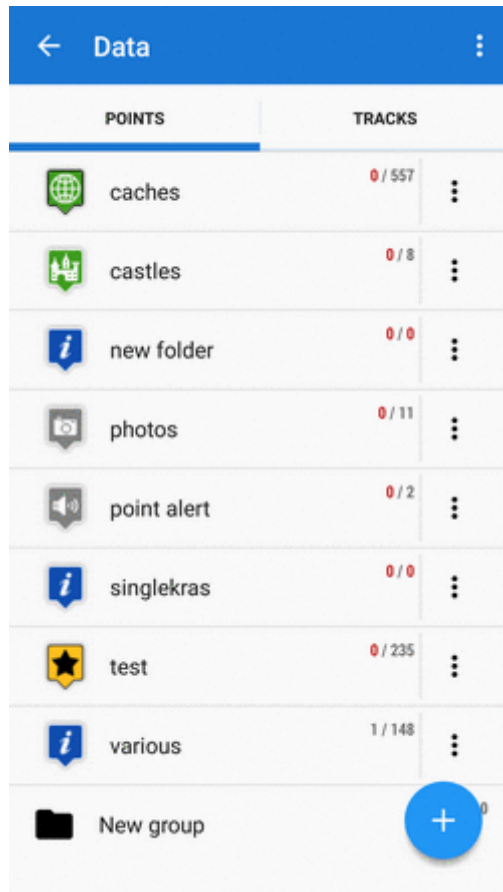 Data
POINTS TRACKS
caches 0 / 557
castles 0 / 8
new folder 0 / 0
photos 0 / 11
point alert 0 / 2
singlekras 0 / 0
test 0 / 235
various 1 / 148
New group 0